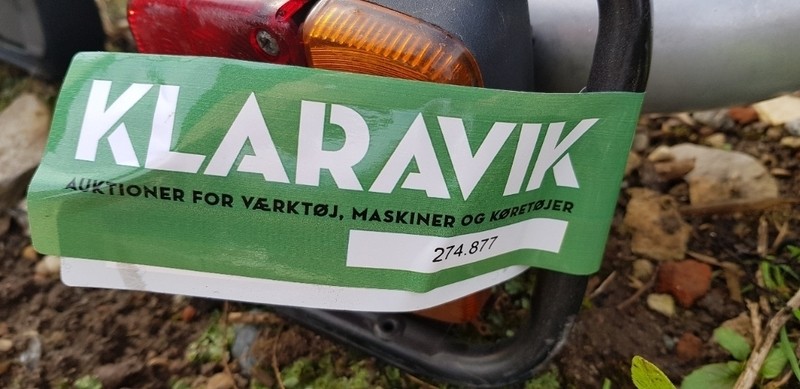 KLARAVIK
AUKTIONER FOR VÆRKTØJ, MASKINER OG KØRETØJER
274.877